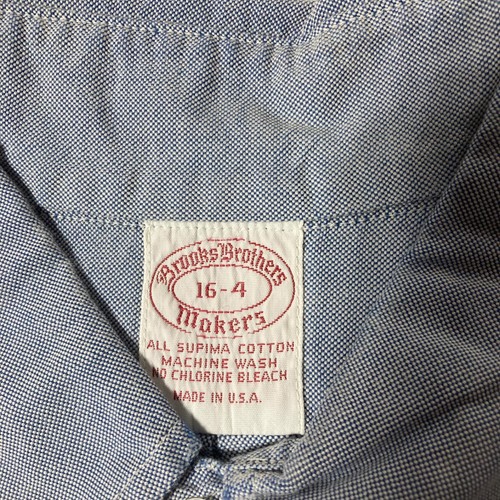 Brooks Brothers
16-4
Makers
ALL SUPIMA COTTON
MACHINE WASH
NO CHLORINE BLEACH
MADE IN U.S.A.